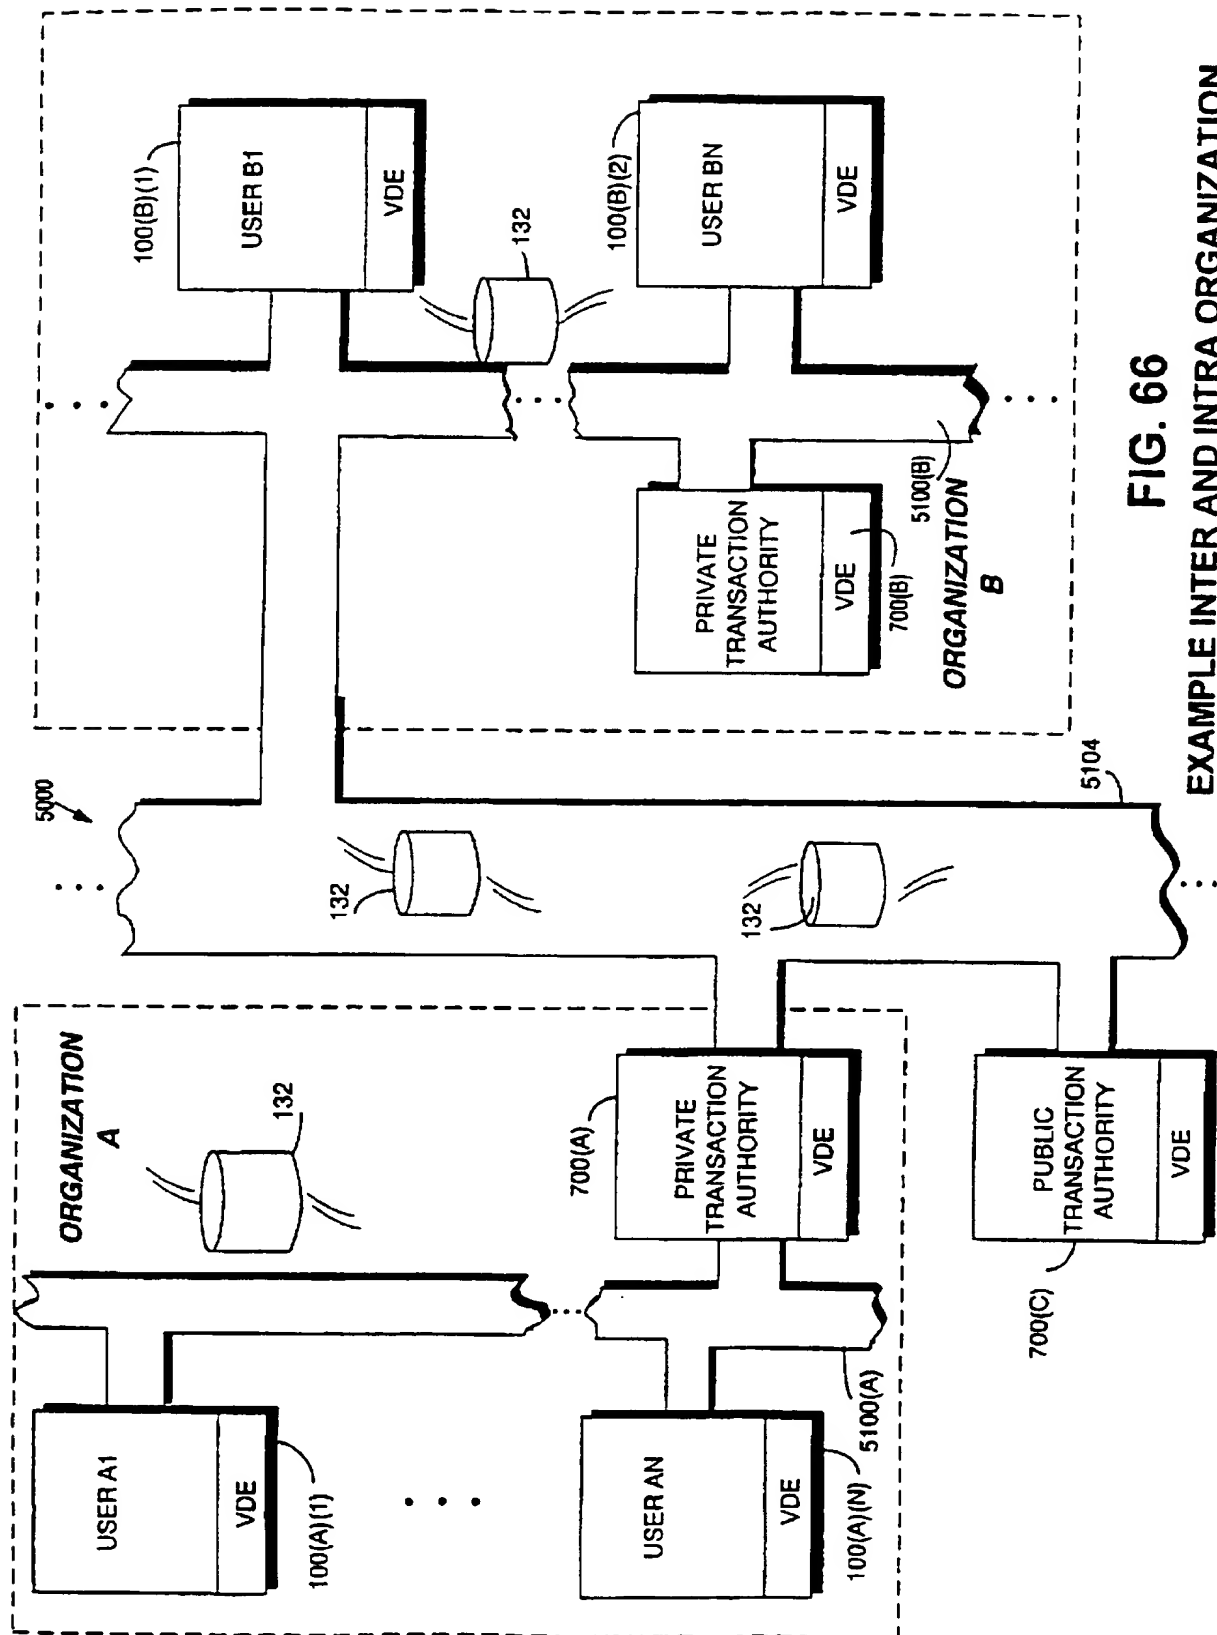 ORGANIZATION
A
USER A1
VDE
100(A)(1)
132
USER AN
VDE
100(A)(N)
5100(A)
700(A)
PRIVATE
TRANSACTION
AUTHORITY
VDE
700(C)
PUBLIC
TRANSACTION
AUTHORITY
VDE
5000
132
132
5104
100(B)(1)
USER B1
VDE
132
100(B)(2)
USER BN
VDE
PRIVATE
TRANSACTION
AUTHORITY
VDE
700(B)
5100(B)
ORGANIZATION
B
FIG. 66
EXAMPLE INTER AND INTRA ORGANIZATION